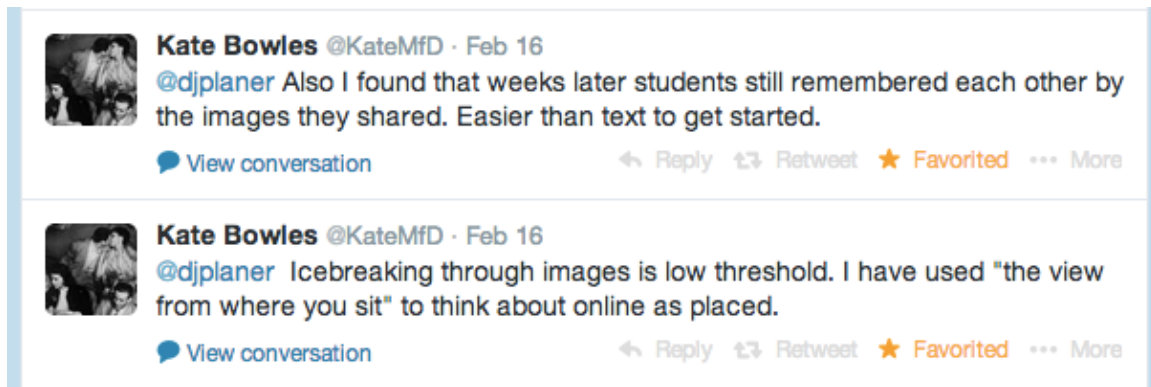 Kate Bowles @KateMfD · Feb 16
@djplaner Also I found that weeks later students still remembered each other by
the images they shared. Easier than text to get started.
View conversation Reply Retweet Favorited More
Kate Bowles @KateMfD · Feb 16
@djplaner Icebreaking through images is low threshold. I have used "the view
from where you sit" to think about online as placed.
View conversation Reply Retweet Favorited More